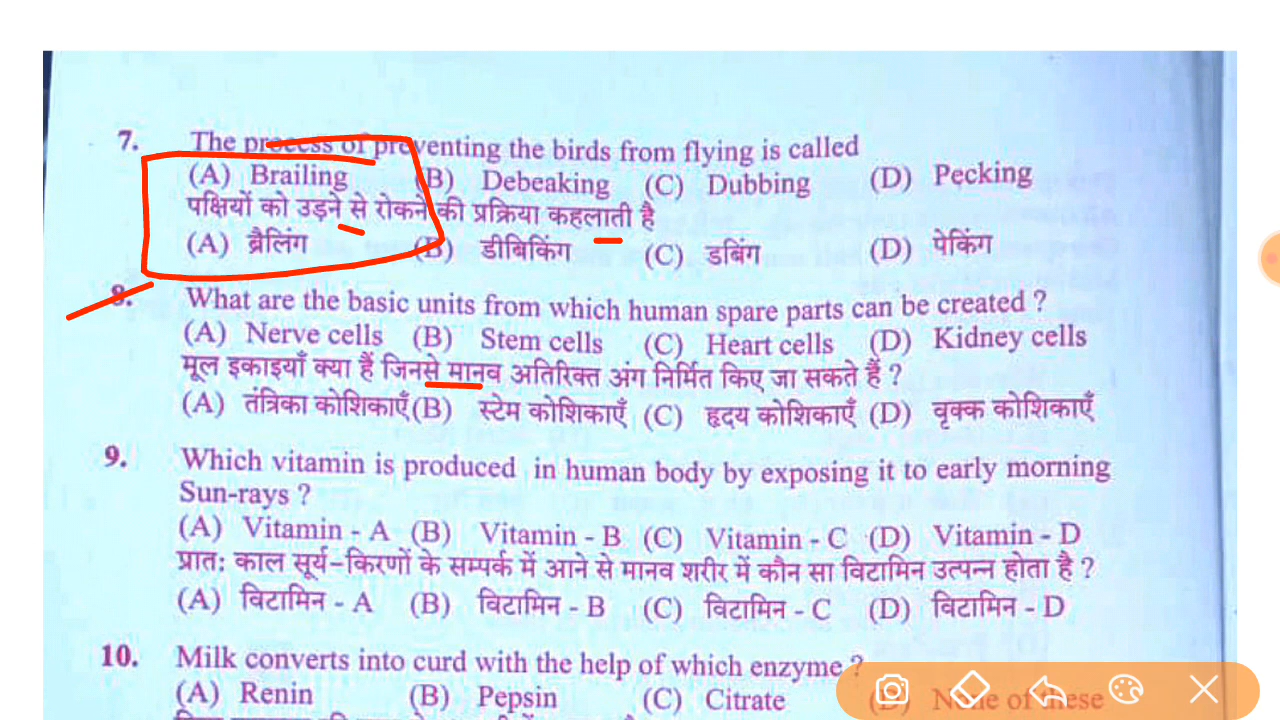 7. The process of preventing the birds from flying is called
(A) Brailing (B) Debeaking (C) Dubbing (D) Pecking
पक्षियों को उड़ने से रोकने की प्रक्रिया कहलाती है
(A) ब्रैलिंग (B) डीबिकिंग (C) डबिंग (D) पेकिंग
8. What are the basic units from which human spare parts can be created ?
(A) Nerve cells (B) Stem cells (C) Heart cells (D) Kidney cells
मूल इकाइयाँ क्या हैं जिनसे मानव अतिरिक्त अंग निर्मित किए जा सकते हैं ?
(A) तंत्रिका कोशिकाएँ (B) स्टेम कोशिकाएँ (C) हृदय कोशिकाएँ (D) वृक्क कोशिकाएँ
9. Which vitamin is produced in human body by exposing it to early morning
Sun-rays ?
(A) Vitamin - A (B) Vitamin - B (C) Vitamin - C (D) Vitamin - D
प्रातः काल सूर्य-किरणों के सम्पर्क में आने से मानव शरीर में कौन सा विटामिन उत्पन्न होता है ?
(A) विटामिन - A (B) विटामिन - B (C) विटामिन - C (D) विटामिन - D
10. Milk converts into curd with the help of which enzyme ?
(A) Renin (B) Pepsin (C) Citrate (D) None of these